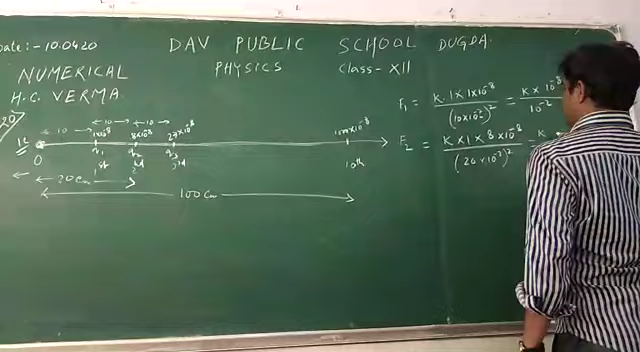 Date:- 10.04.20 DAV PUBLIC SCHOOL DUGDA.
NUMERICAL PHYSICS Class- XII
H.C. VERMA
20
F₁ = K.1×1×10⁻⁸ / (10×10⁻²)² = K×10⁻⁸ / 10⁻²
← 10 → ← 10 → ← 10 →
1C 1×10⁻⁸ 8×10⁻⁸ 27×10⁻⁸ 1000×10⁻⁸
F₂ = K×1×8×10⁻⁸ / (20×10⁻²)² = K
0 q₁ q₂ q₃ 10th
1st 2nd 3rd
← 20 Cm →
100 Cm